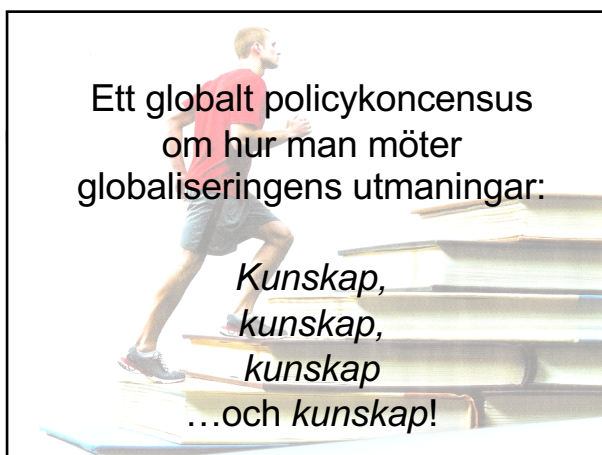 Ett globalt policykoncensus
om hur man möter
globaliseringens utmaningar:
Kunskap,
kunskap,
kunskap
…och kunskap!